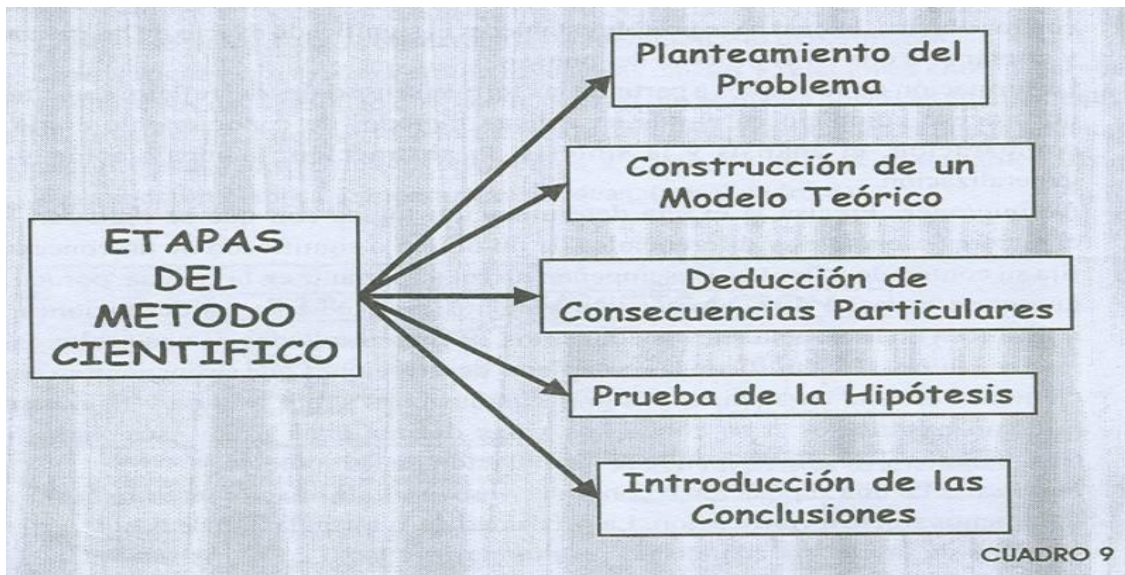 Planteamiento del
Problema
Construcción de un
Modelo Teórico
ETAPAS
DEL
METODO
CIENTIFICO
Deducción de
Consecuencias Particulares
Prueba de la Hipótesis
Introducción de las
Conclusiones
CUADRO 9